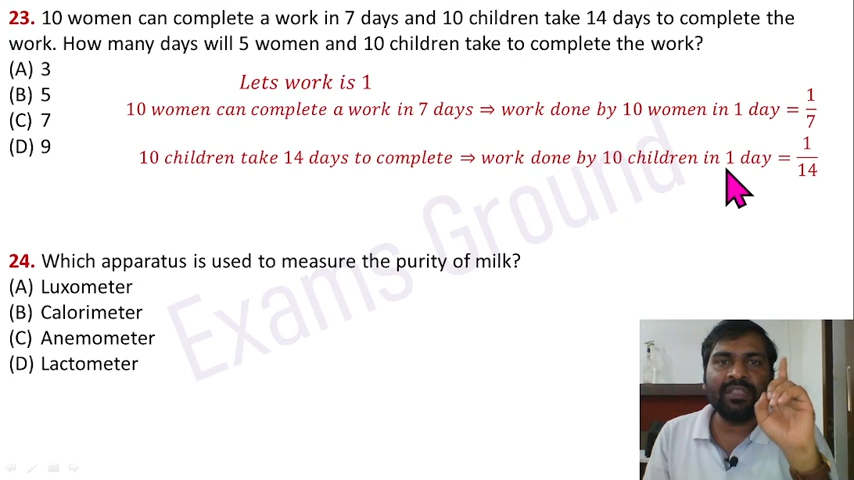 23. 10 women can complete a work in 7 days and 10 children take 14 days to complete the
work. How many days will 5 women and 10 children take to complete the work?
(A) 3
(B) 5
(C) 7
(D) 9
Lets work is 1
10 women can complete a work in 7 days ⇒ work done by 10 women in 1 day = 1/7
10 children take 14 days to complete ⇒ work done by 10 children in 1 day = 1/14
24. Which apparatus is used to measure the purity of milk?
(A) Luxometer
(B) Calorimeter
(C) Anemometer
(D) Lactometer
Exams Ground